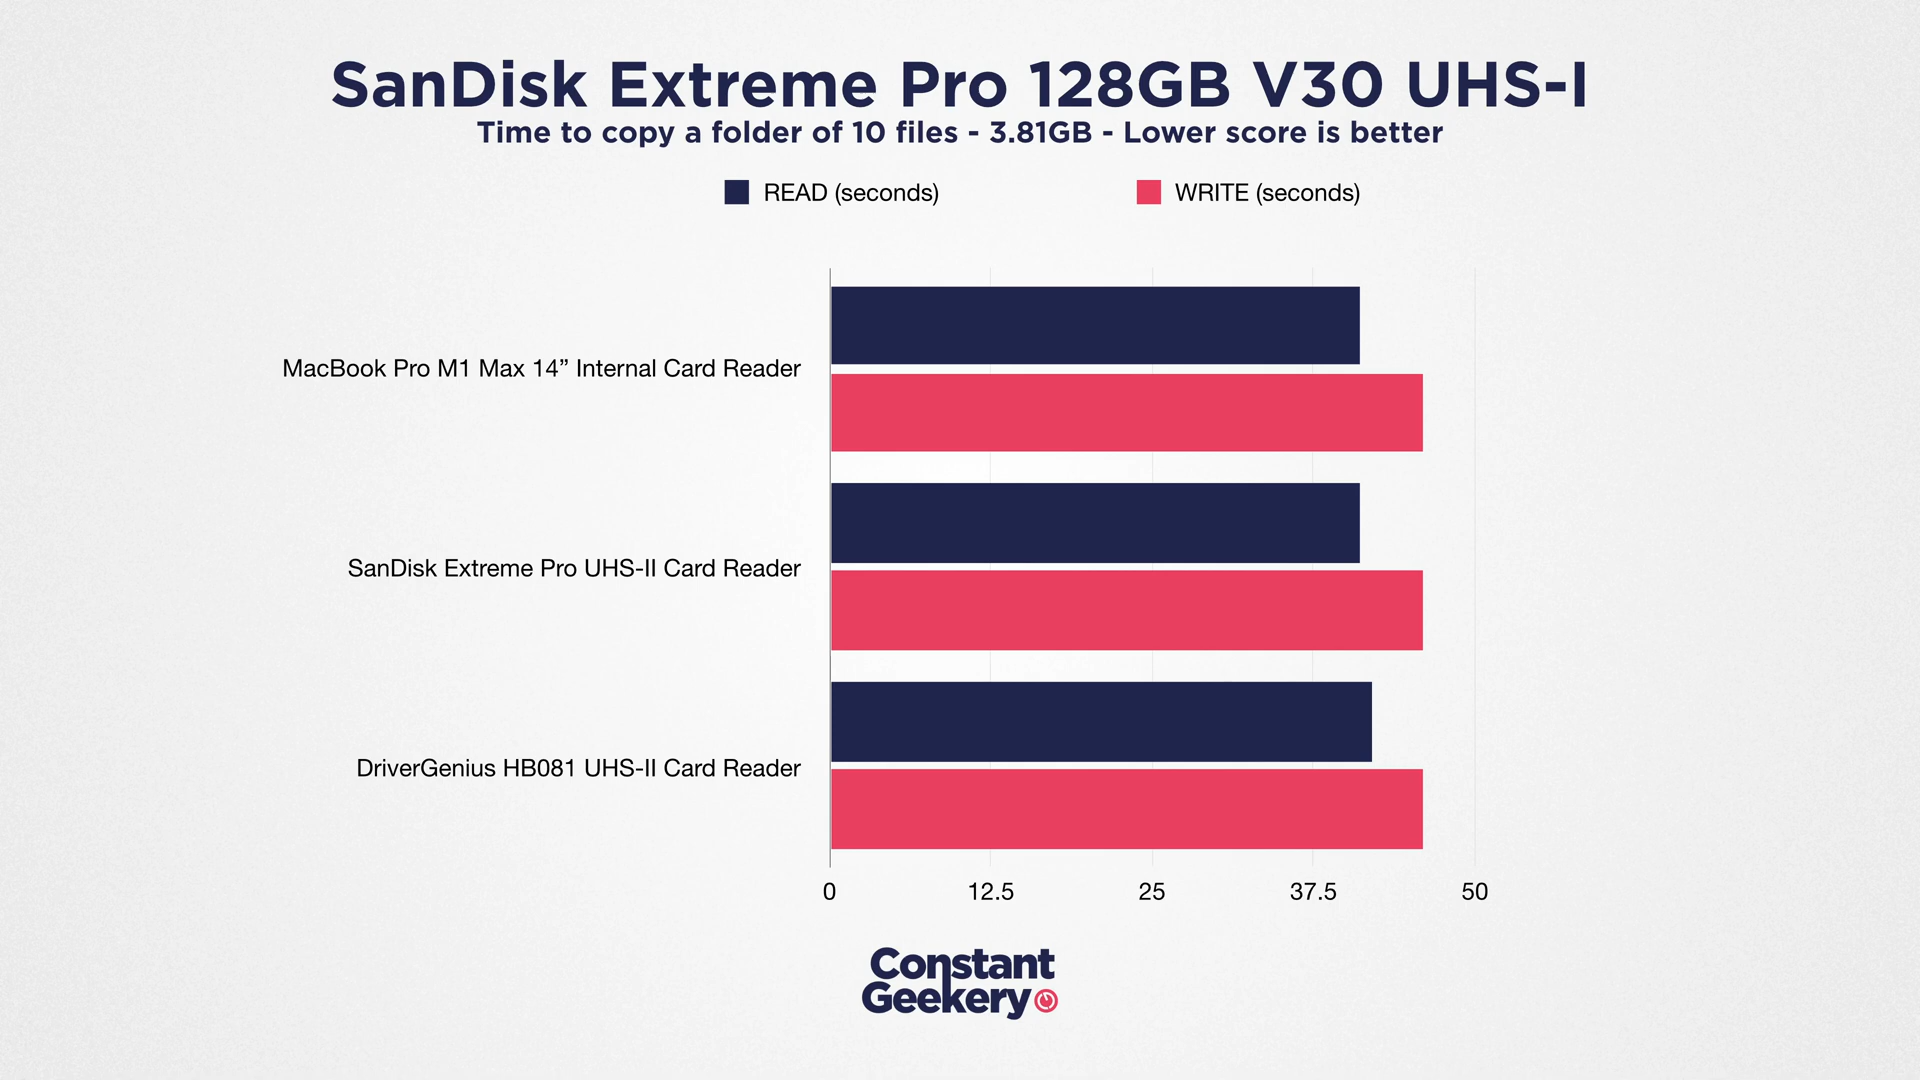 SanDisk Extreme Pro 128GB V30 UHS-I
Time to copy a folder of 10 files - 3.81GB - Lower score is better
READ (seconds) WRITE (seconds)
MacBook Pro M1 Max 14” Internal Card Reader
SanDisk Extreme Pro UHS-II Card Reader
DriverGenius HB081 UHS-II Card Reader
0 12.5 25 37.5 50
Constant
Geekery